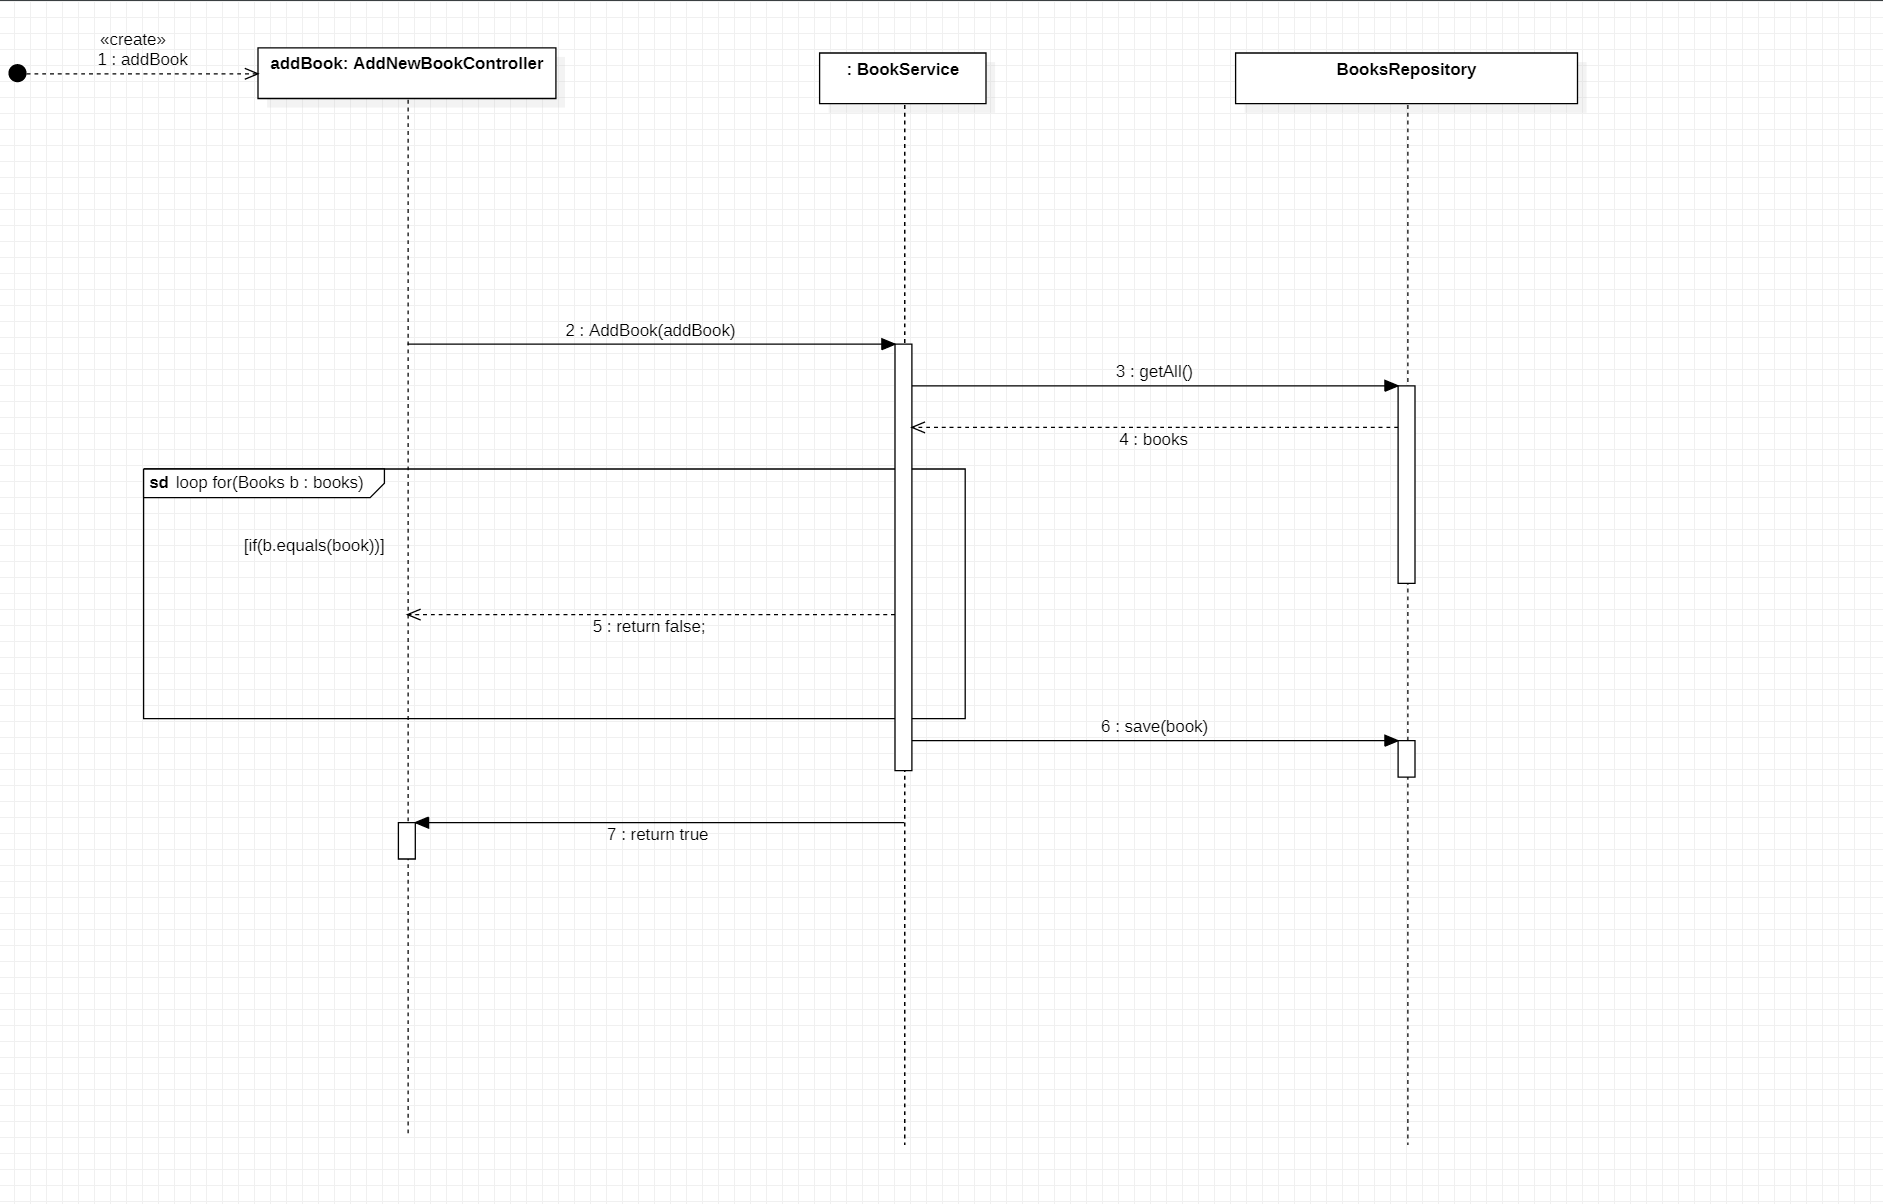 «create»
1 : addBook
addBook: AddNewBookController
: BookService
BooksRepository
2 : AddBook(addBook)
3 : getAll()
4 : books
sd loop for(Books b : books)
[if(b.equals(book))]
5 : return false;
6 : save(book)
7 : return true